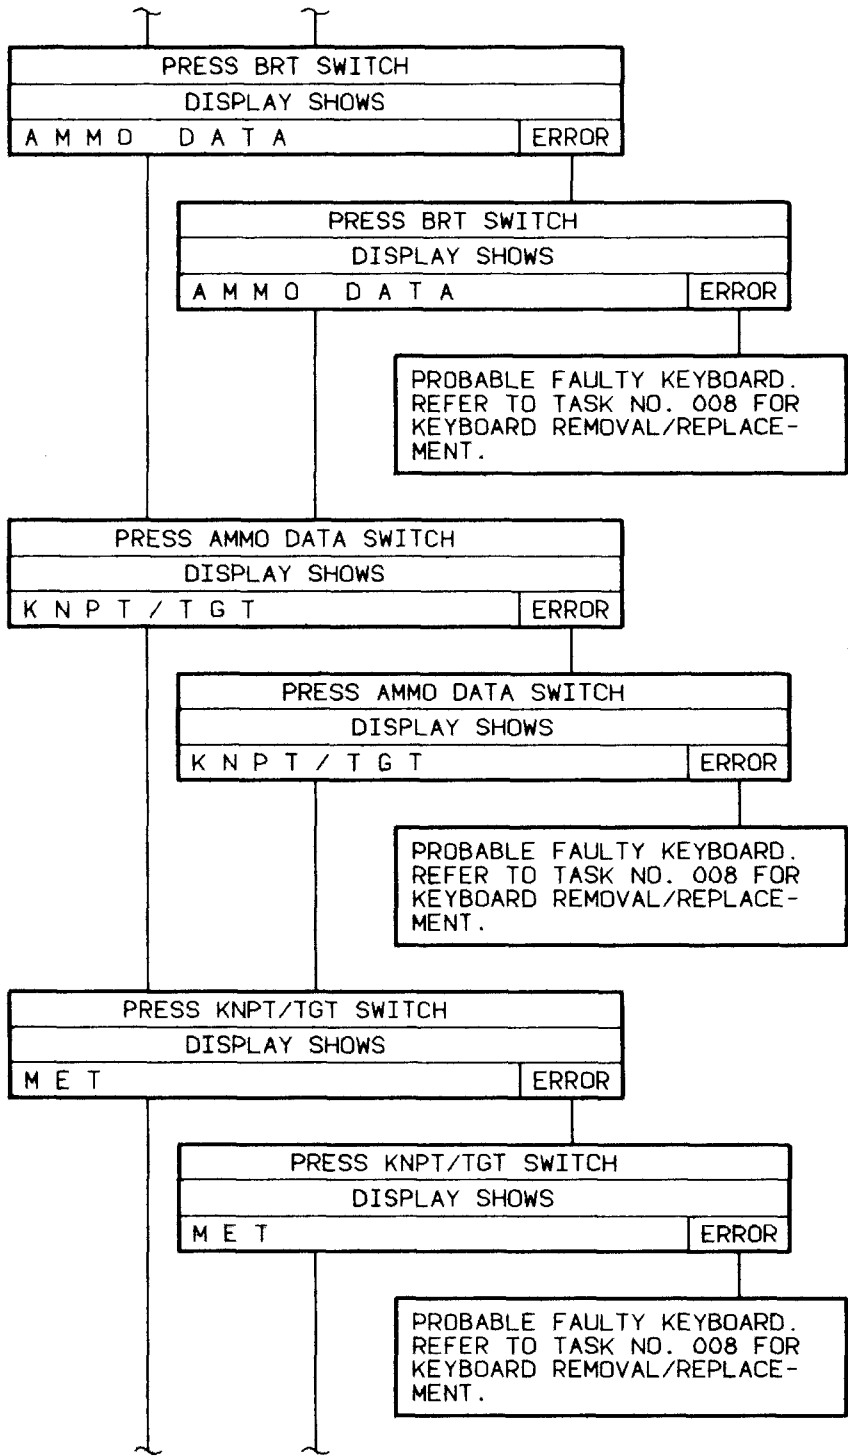 PRESS BRT SWITCH
DISPLAY SHOWS
A M M O   D A T A   ERROR
PRESS BRT SWITCH
DISPLAY SHOWS
A M M O   D A T A   ERROR
PROBABLE FAULTY KEYBOARD.
REFER TO TASK NO. 008 FOR
KEYBOARD REMOVAL/REPLACE-
MENT.
PRESS AMMO DATA SWITCH
DISPLAY SHOWS
K N P T / T G T   ERROR
PRESS AMMO DATA SWITCH
DISPLAY SHOWS
K N P T / T G T   ERROR
PROBABLE FAULTY KEYBOARD.
REFER TO TASK NO. 008 FOR
KEYBOARD REMOVAL/REPLACE-
MENT.
PRESS KNPT/TGT SWITCH
DISPLAY SHOWS
M E T   ERROR
PRESS KNPT/TGT SWITCH
DISPLAY SHOWS
M E T   ERROR
PROBABLE FAULTY KEYBOARD.
REFER TO TASK NO. 008 FOR
KEYBOARD REMOVAL/REPLACE-
MENT.